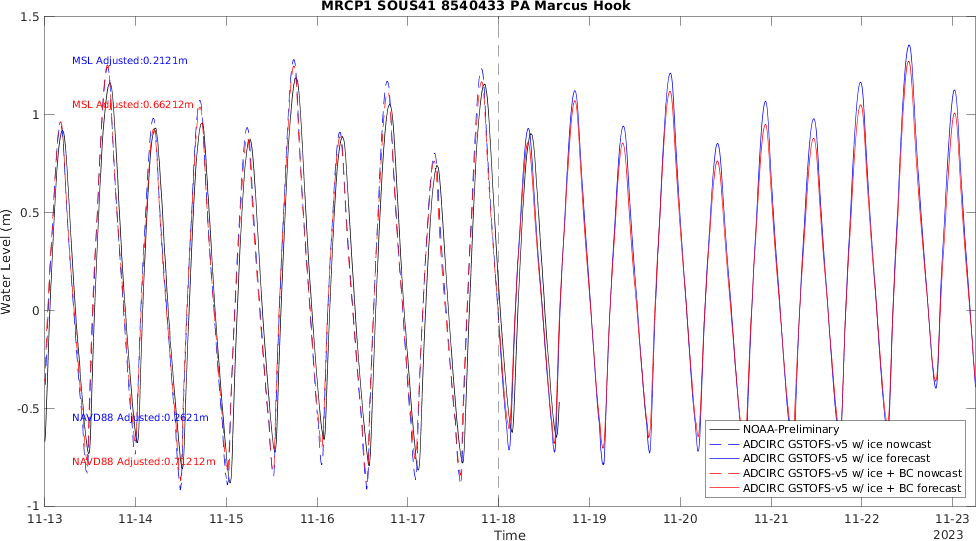 MRCP1 SOUS41 8540433 PA Marcus Hook
1.5
1
0.5
0
-0.5
-1
Water Level (m)
MSL Adjusted:0.2121m
MSL Adjusted:0.66212m
NAVD88 Adjusted:0.2621m
NAVD88 Adjusted:0.71212m
NOAA-Preliminary
ADCIRC GSTOFS-v5 w/ ice nowcast
ADCIRC GSTOFS-v5 w/ ice forecast
ADCIRC GSTOFS-v5 w/ ice + BC nowcast
ADCIRC GSTOFS-v5 w/ ice + BC forecast
11-13 11-14 11-15 11-16 11-17 11-18 11-19 11-20 11-21 11-22 11-23
Time
2023